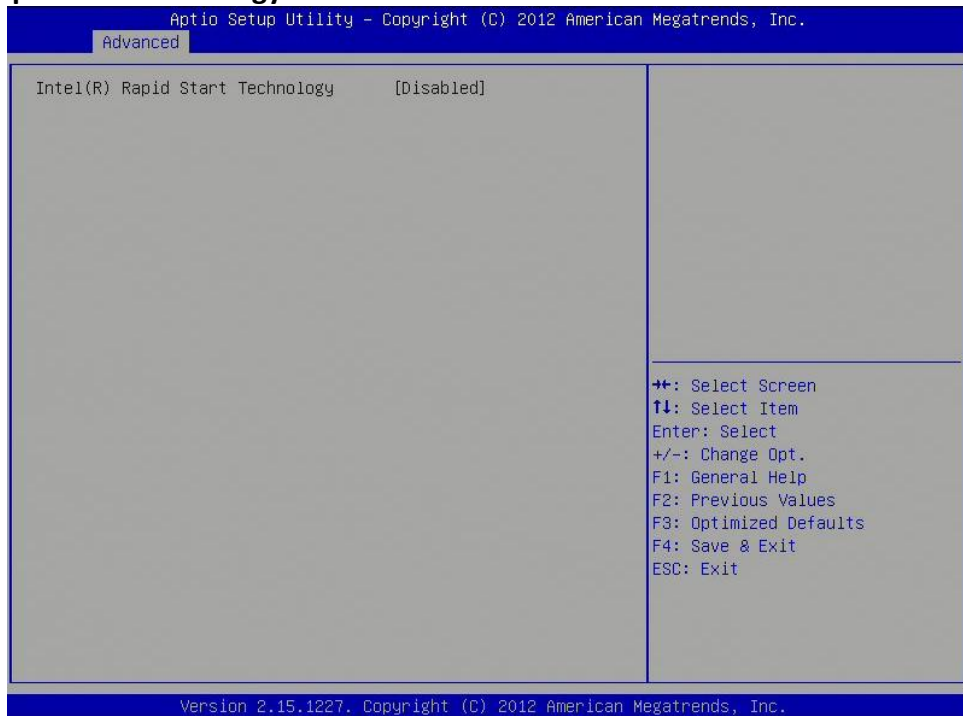 Aptio Setup Utility – Copyright (C) 2012 American Megatrends, Inc.
Advanced
Intel(R) Rapid Start Technology [Disabled]
→←: Select Screen
↑↓: Select Item
Enter: Select
+/-: Change Opt.
F1: General Help
F2: Previous Values
F3: Optimized Defaults
F4: Save & Exit
ESC: Exit
Version 2.15.1227. Copyright (C) 2012 American Megatrends, Inc.